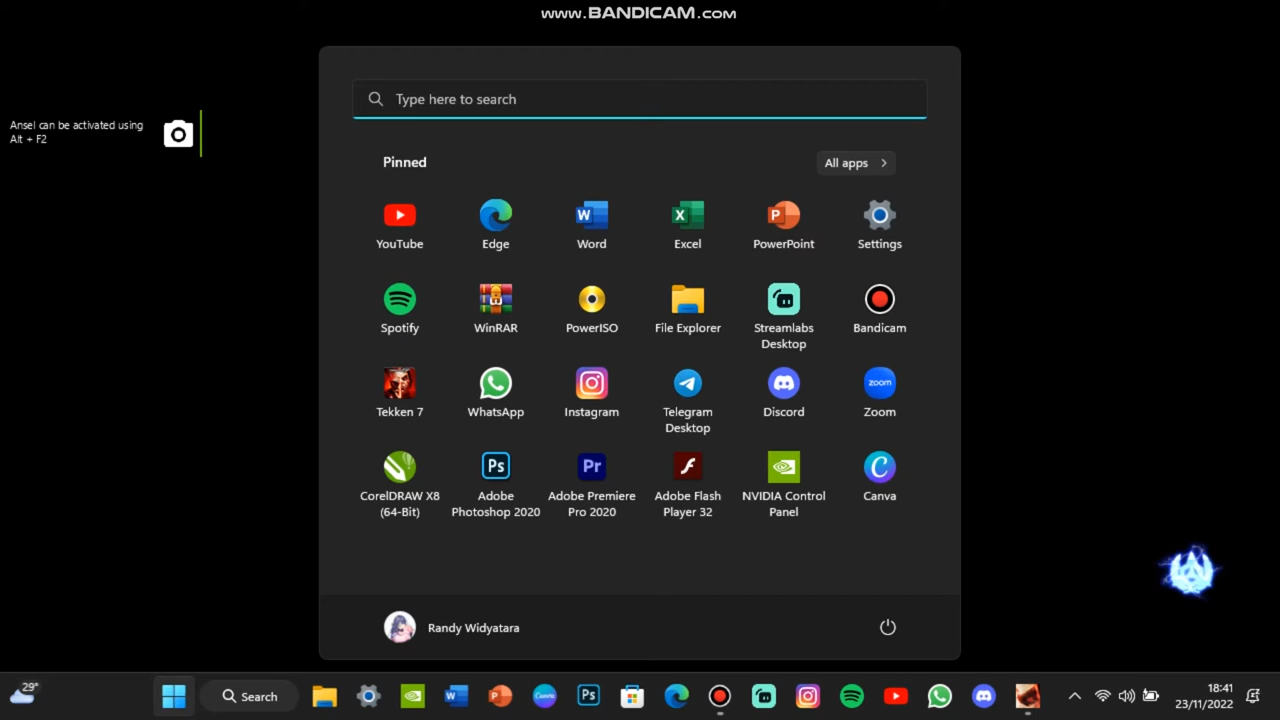 www.BANDICAM.com
Type here to search
Ansel can be activated using
Alt + F2
Pinned
All apps
YouTube
Edge
Word
Excel
PowerPoint
Settings
Spotify
WinRAR
PowerISO
File Explorer
Streamlabs
Desktop
Bandicam
Tekken 7
WhatsApp
Instagram
Telegram
Desktop
Discord
zoom
Zoom
CorelDRAW X8
(64-Bit)
Ps
Adobe
Photoshop 2020
Pr
Adobe Premiere
Pro 2020
Adobe Flash
Player 32
NVIDIA Control
Panel
Canva
Randy Widyatara
29°
Search
18:41
23/11/2022